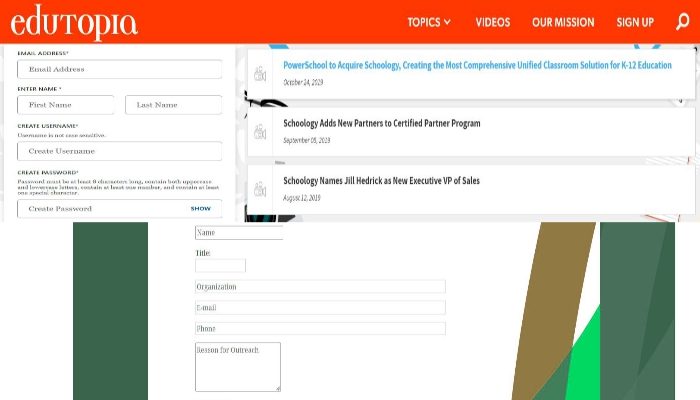 edutopia
TOPICS VIDEOS OUR MISSION SIGN UP
EMAIL ADDRESS*
Email Address
ENTER NAME *
First Name Last Name
CREATE USERNAME*
Username is not case sensitive.
Create Username
CREATE PASSWORD*
Password must be at least 8 characters long, contain both uppercase
and lowercase letters, contain at least one number, and contain at least
one special character.
Create Password SHOW
PowerSchool to Acquire Schoology, Creating the Most Comprehensive Unified Classroom Solution for K-12 Education
October 24, 2019
Schoology Adds New Partners to Certified Partner Program
September 05, 2019
Schoology Names Jill Hedrick as New Executive VP of Sales
August 12, 2019
Name
Title:
Organization
E-mail
Phone
Reason for Outreach